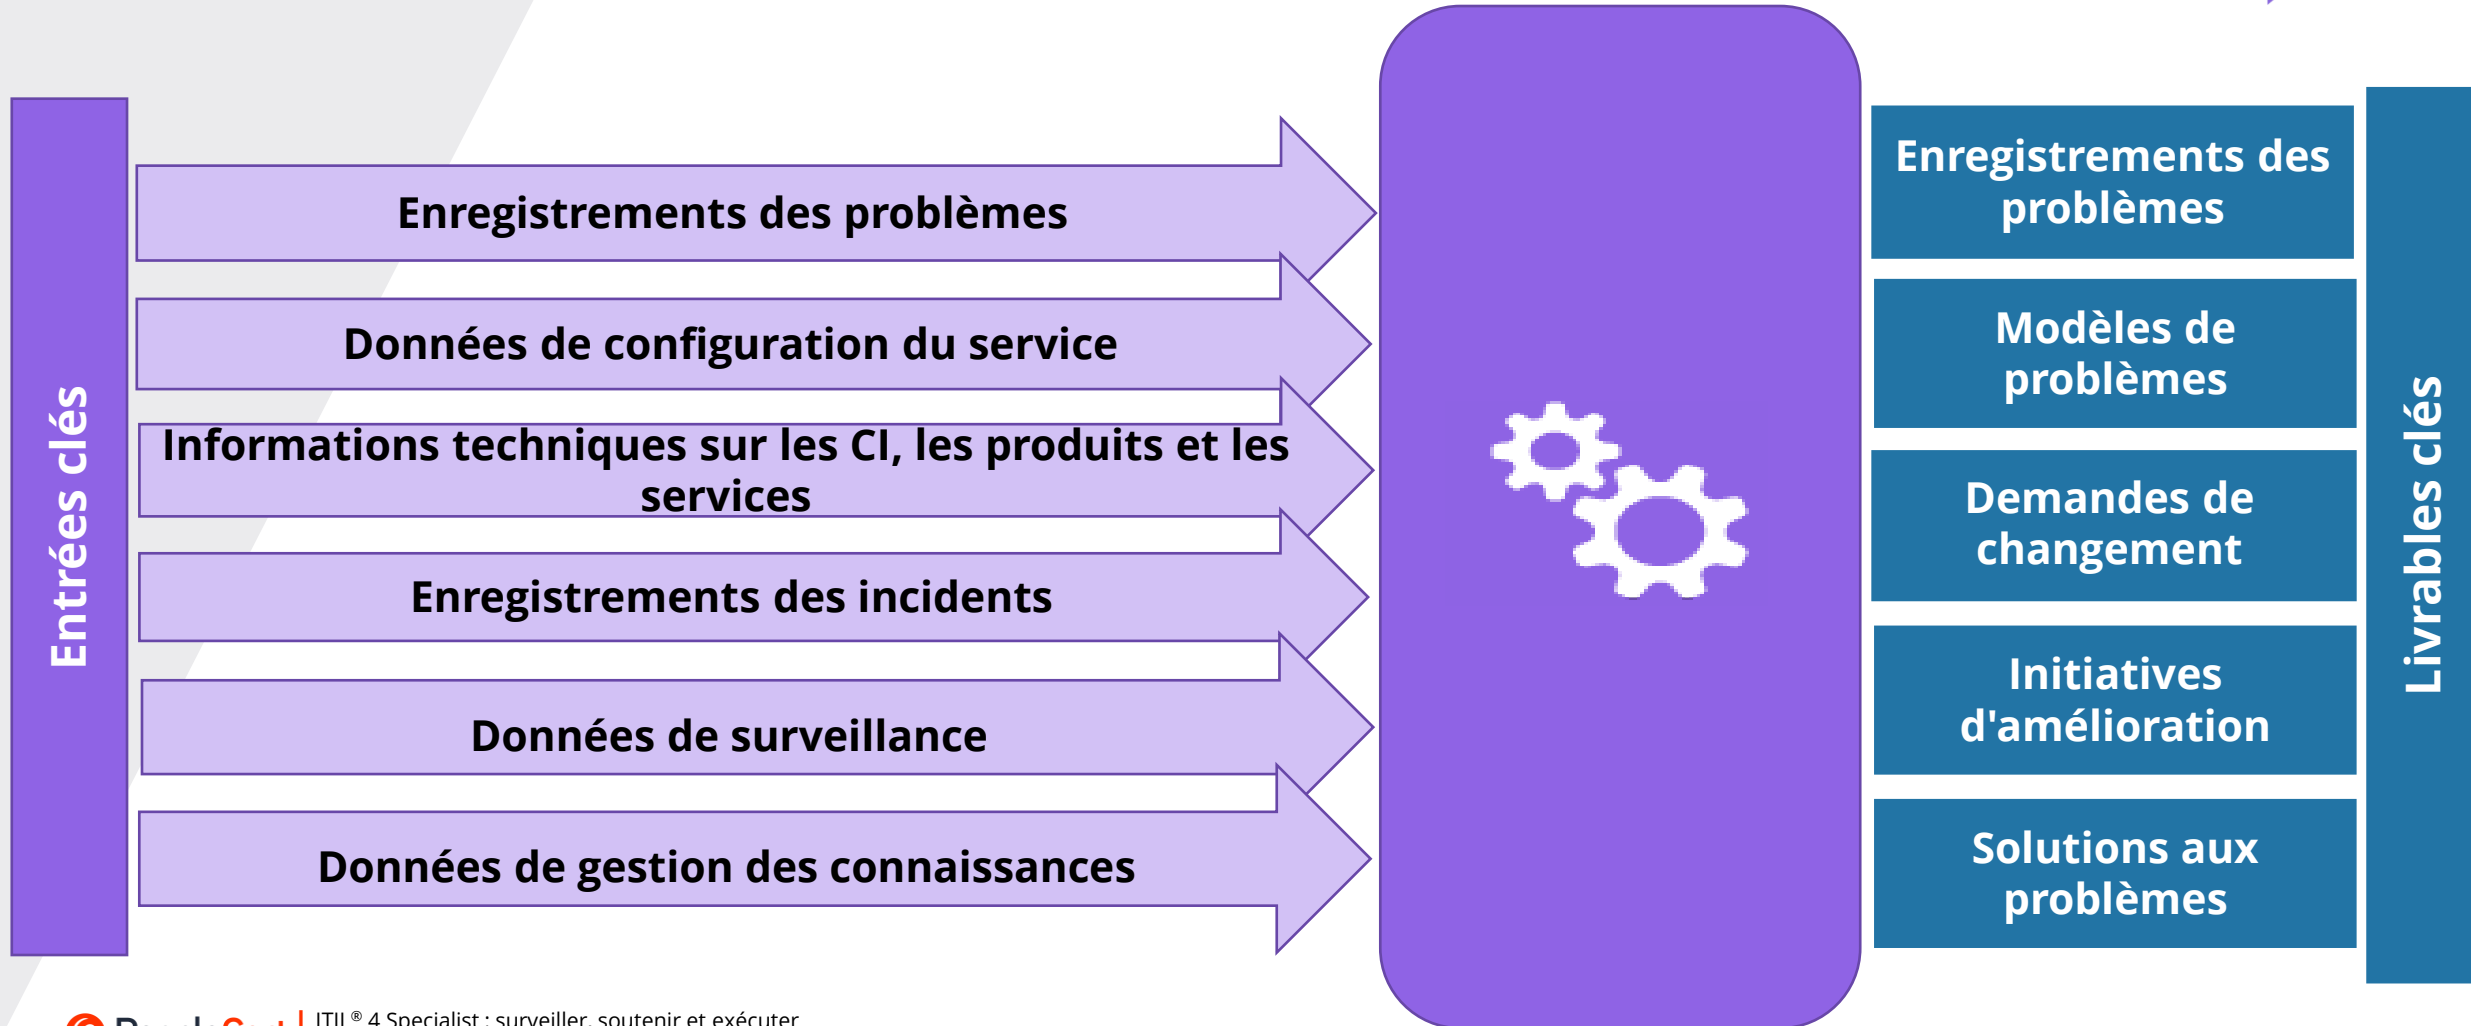 Entrées clés
Enregistrements des problèmes
Données de configuration du service
Informations techniques sur les CI, les produits et les
services
Enregistrements des incidents
Données de surveillance
Données de gestion des connaissances
Enregistrements des
problèmes
Modèles de
problèmes
Demandes de
changement
Initiatives
d'amélioration
Solutions aux
problèmes
Livrables clés
PeopleCert
ITIL® 4 Specialist : surveiller, soutenir et exécuter